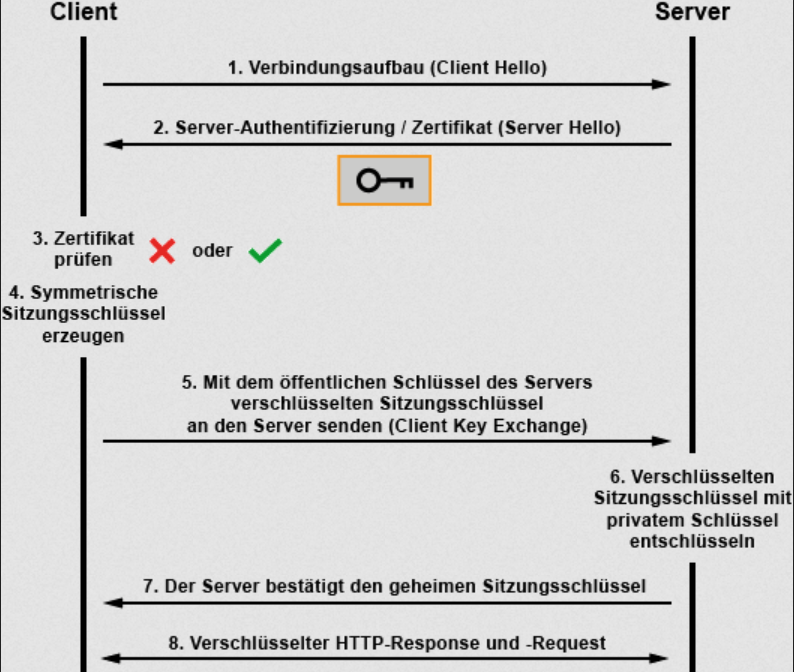 Client
Server
1. Verbindungsaufbau (Client Hello)
2. Server-Authentifizierung / Zertifikat (Server Hello)
3. Zertifikat
prüfen
oder
4. Symmetrische
Sitzungsschlüssel
erzeugen
5. Mit dem öffentlichen Schlüssel des Servers
verschlüsselten Sitzungsschlüssel
an den Server senden (Client Key Exchange)
6. Verschlüsselten
Sitzungsschlüssel mit
privatem Schlüssel
entschlüsseln
7. Der Server bestätigt den geheimen Sitzungsschlüssel
8. Verschlüsselter HTTP-Response und -Request